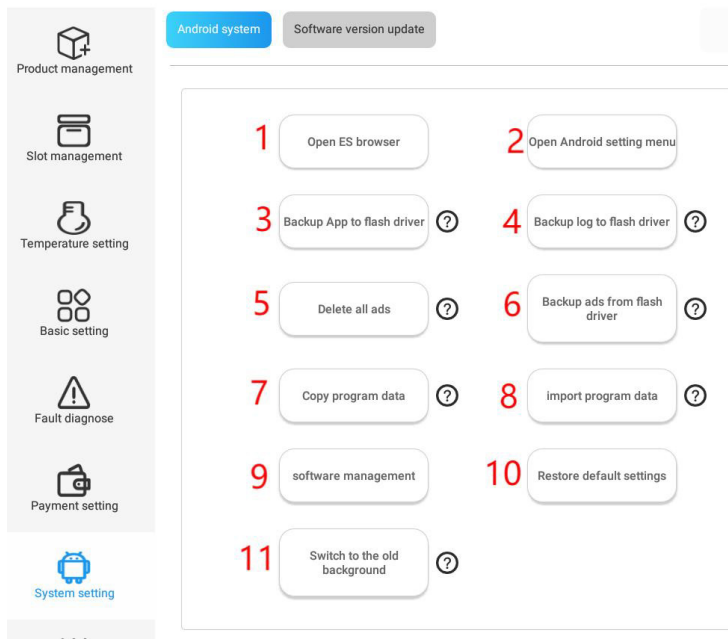 Android system
Software version update
Product management
Slot management
Temperature setting
Basic setting
Fault diagnose
Payment setting
System setting
1 Open ES browser
2 Open Android setting menu
3 Backup App to flash driver ?
4 Backup log to flash driver ?
5 Delete all ads ?
6 Backup ads from flash
driver ?
7 Copy program data ?
8 import program data ?
9 software management
10 Restore default settings
11 Switch to the old
background ?